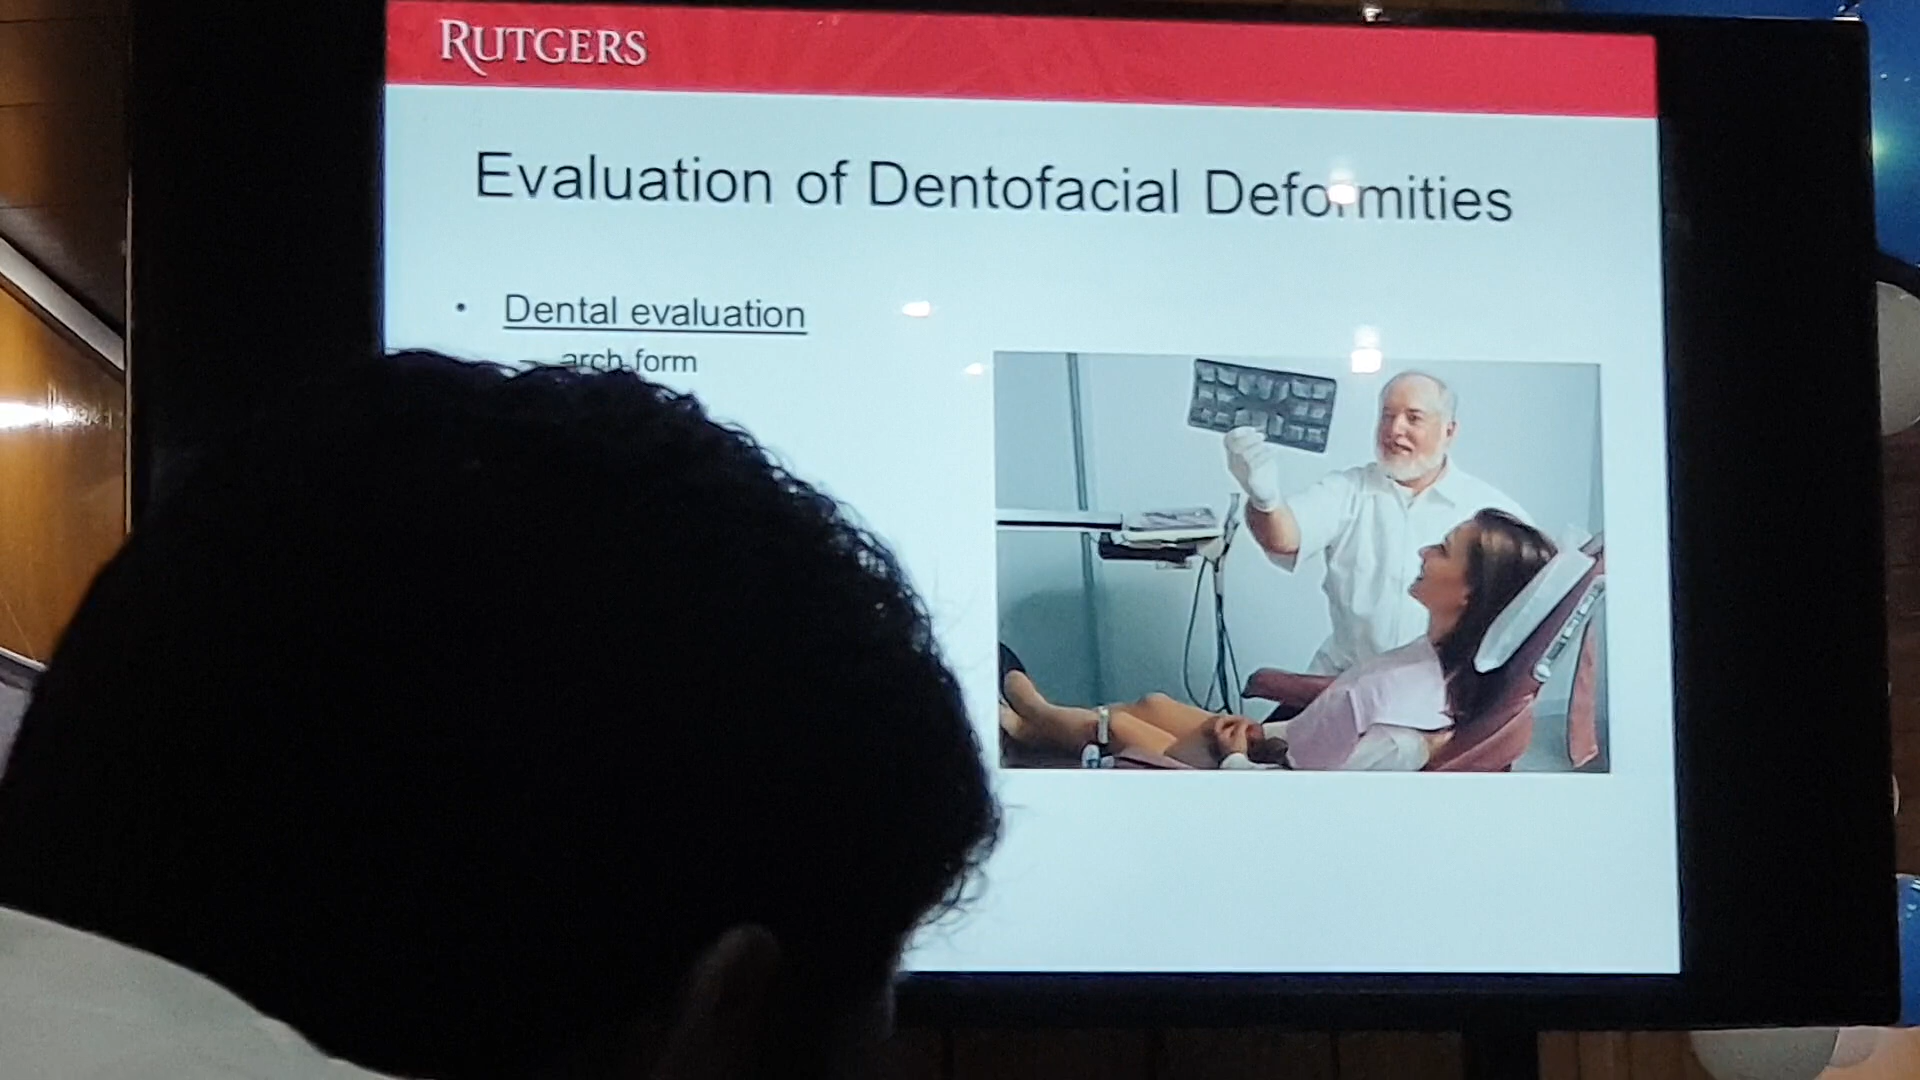 RUTGERS
Evaluation of Dentofacial Deformities
• Dental evaluation
– arch form